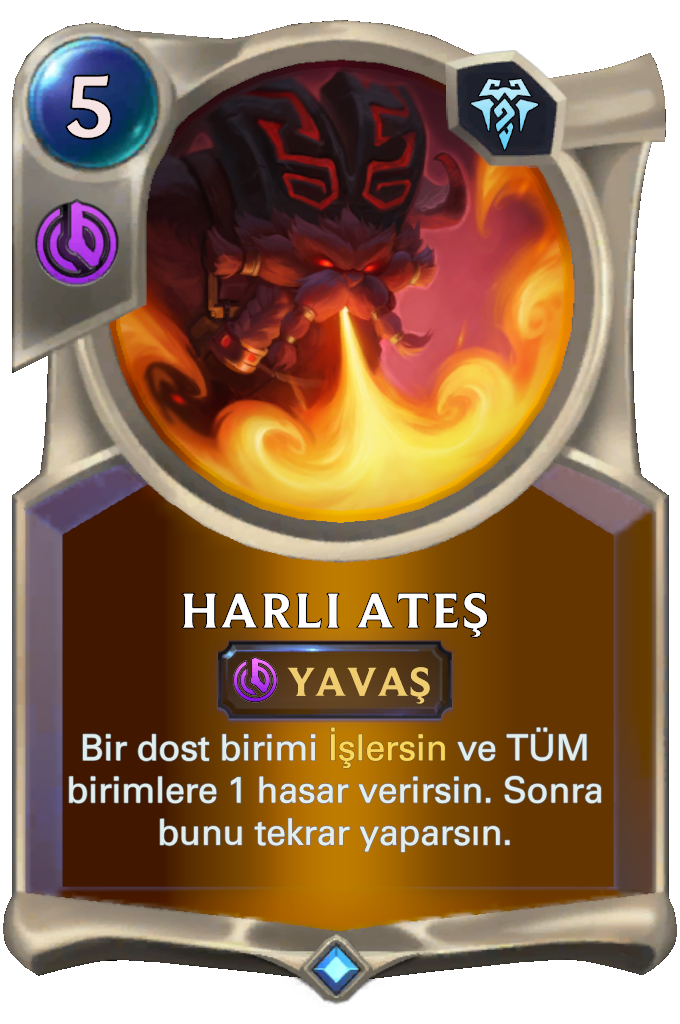 5
HARLI ATEŞ
YAVAŞ
Bir dost birimi İşlersin ve TÜM
birimlere 1 hasar verirsin. Sonra
bunu tekrar yaparsın.